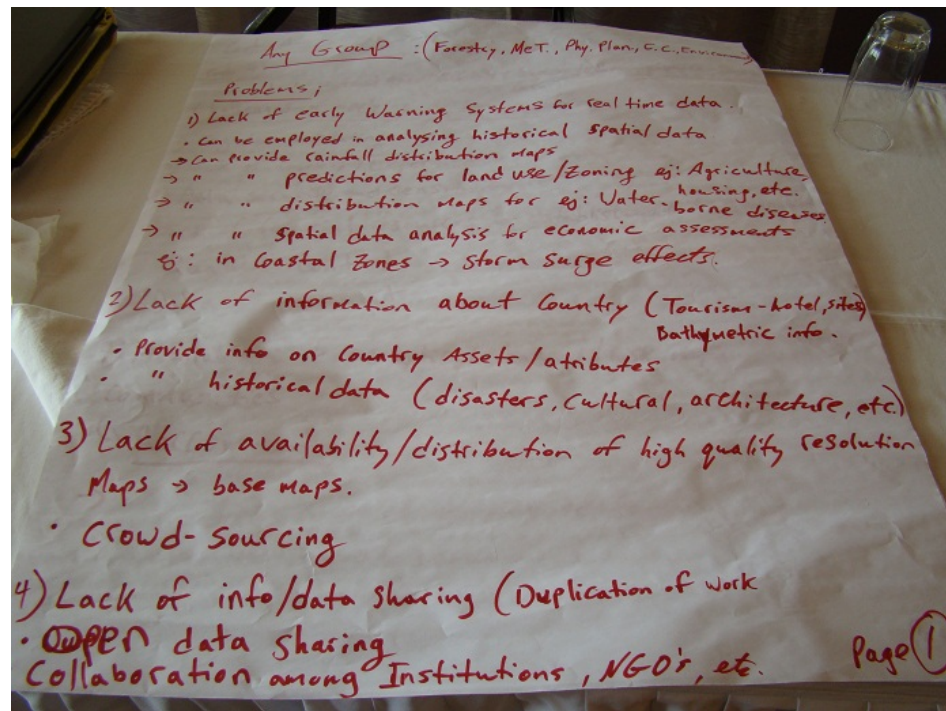 Any Group : (Forestry, MeT., Phy. Plan., E.C., Environm
Problems;
1) Lack of early Warning Systems for real time data.
• can be employed in analysing historical spatial data
→ Can provide rainfall distribution maps
→ " " predictions for land use/zoning eg: Agriculture,
housing, etc.
→ " " distribution maps for eg: Water-borne diseases
→ " " spatial data analysis for economic assessments
eg: in Coastal Zones → storm surge effects.
2) Lack of information about Country (Tourism-hotel, sites)
Bathymetric info.
• Provide info on Country Assets/atributes
• " historical data (disasters, cultural, architecture, etc)
3) Lack of availability/distribution of high quality resolution
Maps → base maps.
• Crowd-sourcing
4) Lack of info/data sharing (Duplication of work
• Open data sharing
Collaboration among Institutions, NGO's, etc.
Page 1